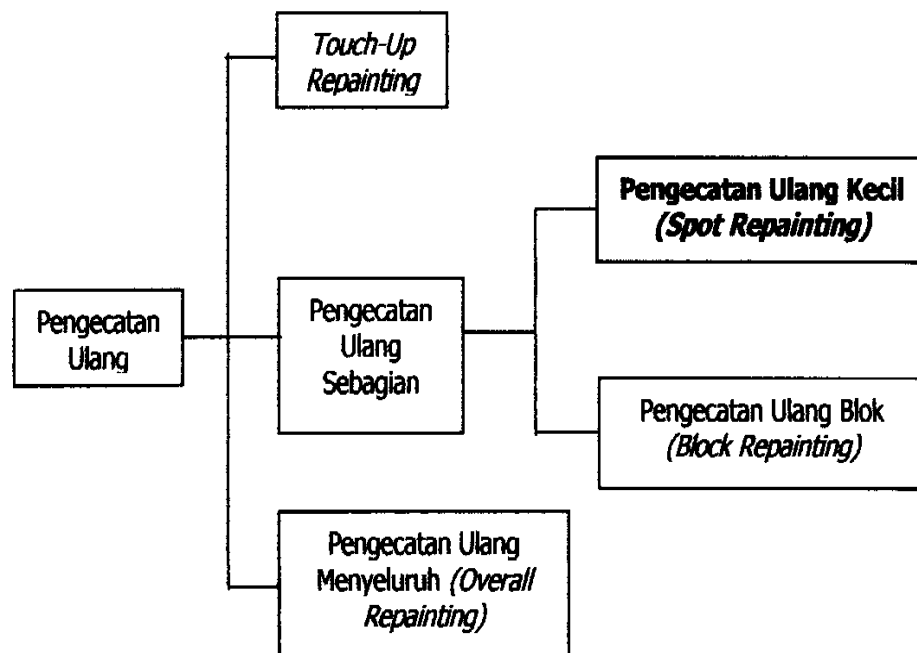 Touch-Up
Repainting
Pengecatan Ulang Kecil
(Spot Repainting)
Pengecatan
Ulang
Pengecatan
Ulang
Sebagian
Pengecatan Ulang Blok
(Block Repainting)
Pengecatan Ulang
Menyeluruh (Overall
Repainting)